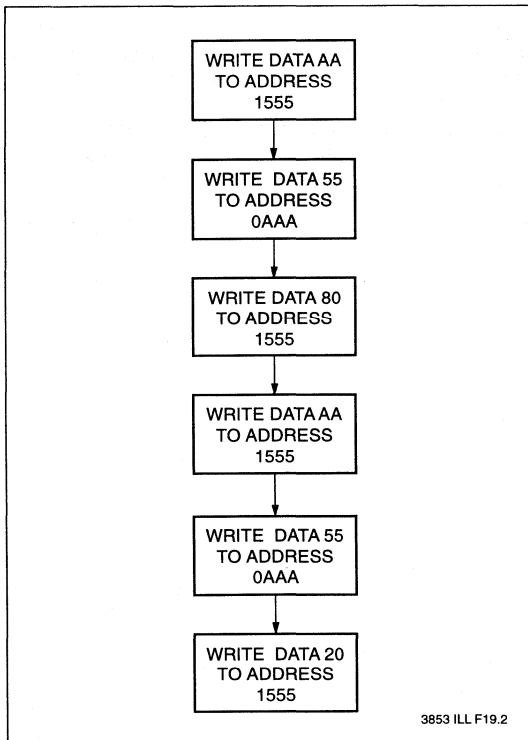 WRITE DATA AA
TO ADDRESS
1555
WRITE DATA 55
TO ADDRESS
0AAA
WRITE DATA 80
TO ADDRESS
1555
WRITE DATA AA
TO ADDRESS
1555
WRITE DATA 55
TO ADDRESS
0AAA
WRITE DATA 20
TO ADDRESS
1555
3853 ILL F19.2